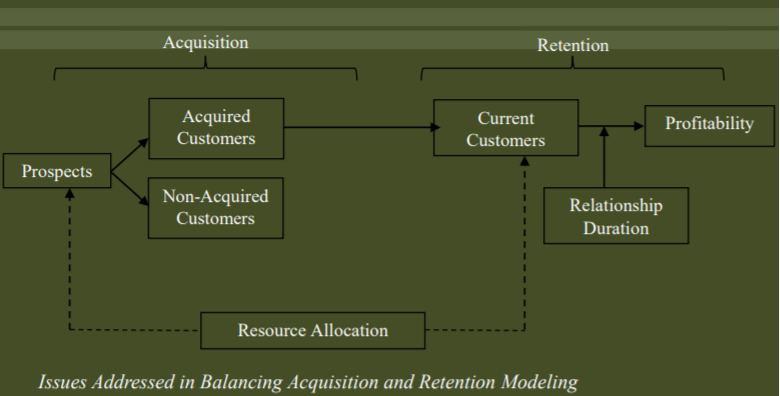 Acquisition
Retention
Acquired
Customers
Current
Customers
Profitability
Prospects
Non-Acquired
Customers
Relationship
Duration
Resource Allocation
Issues Addressed in Balancing Acquisition and Retention Modeling